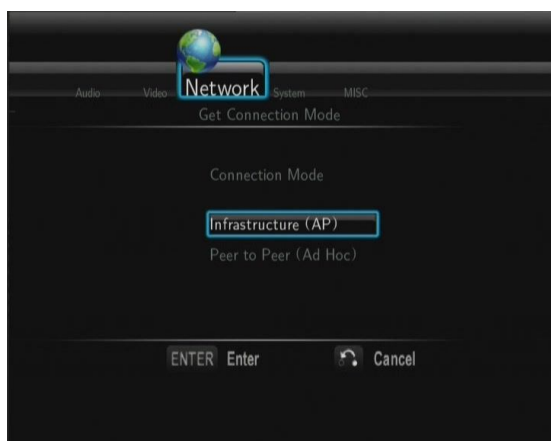 Audio Video Network System MISC
Get Connection Mode
Connection Mode
Infrastructure (AP)
Peer to Peer (Ad Hoc)
ENTER Enter Cancel